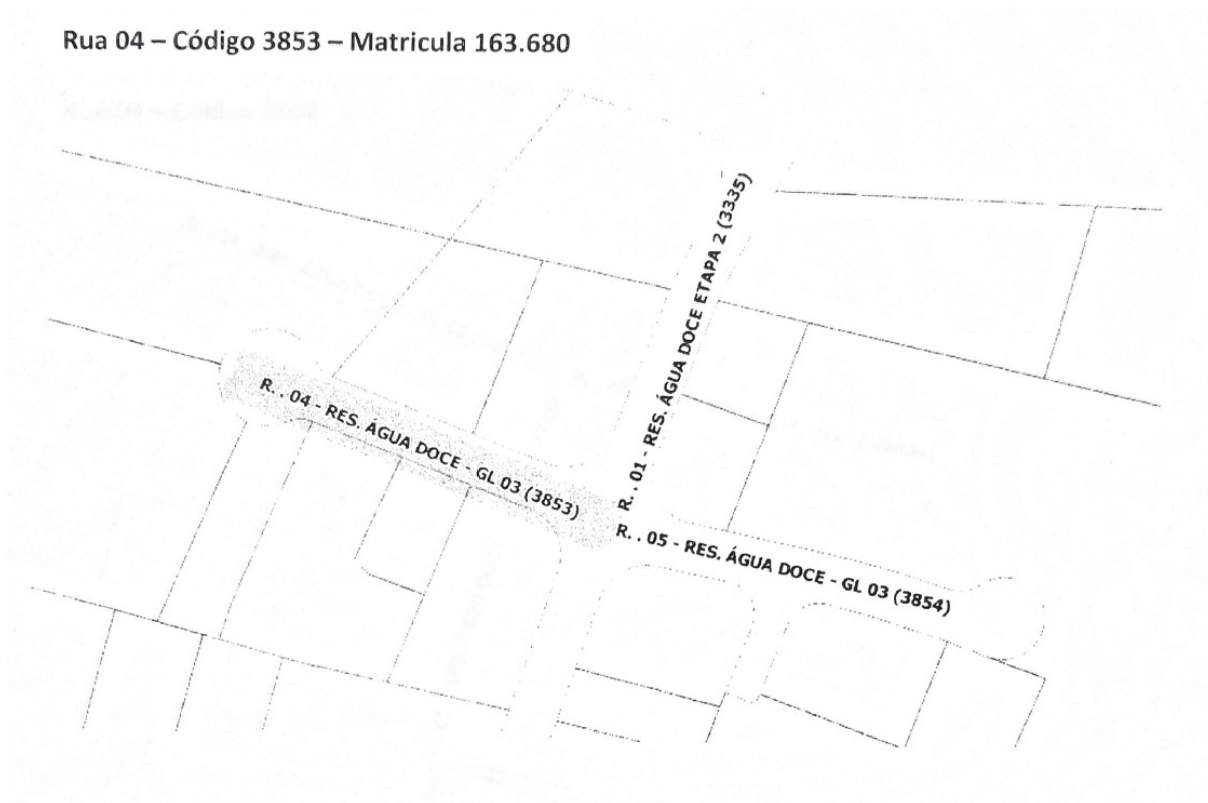 Rua 04 – Código 3853 – Matricula 163.680
R. . 01 - RES. ÁGUA DOCE ETAPA 2 (3335)
R. . 04 - RES. ÁGUA DOCE - GL 03 (3853)
R. . 05 - RES. ÁGUA DOCE - GL 03 (3854)